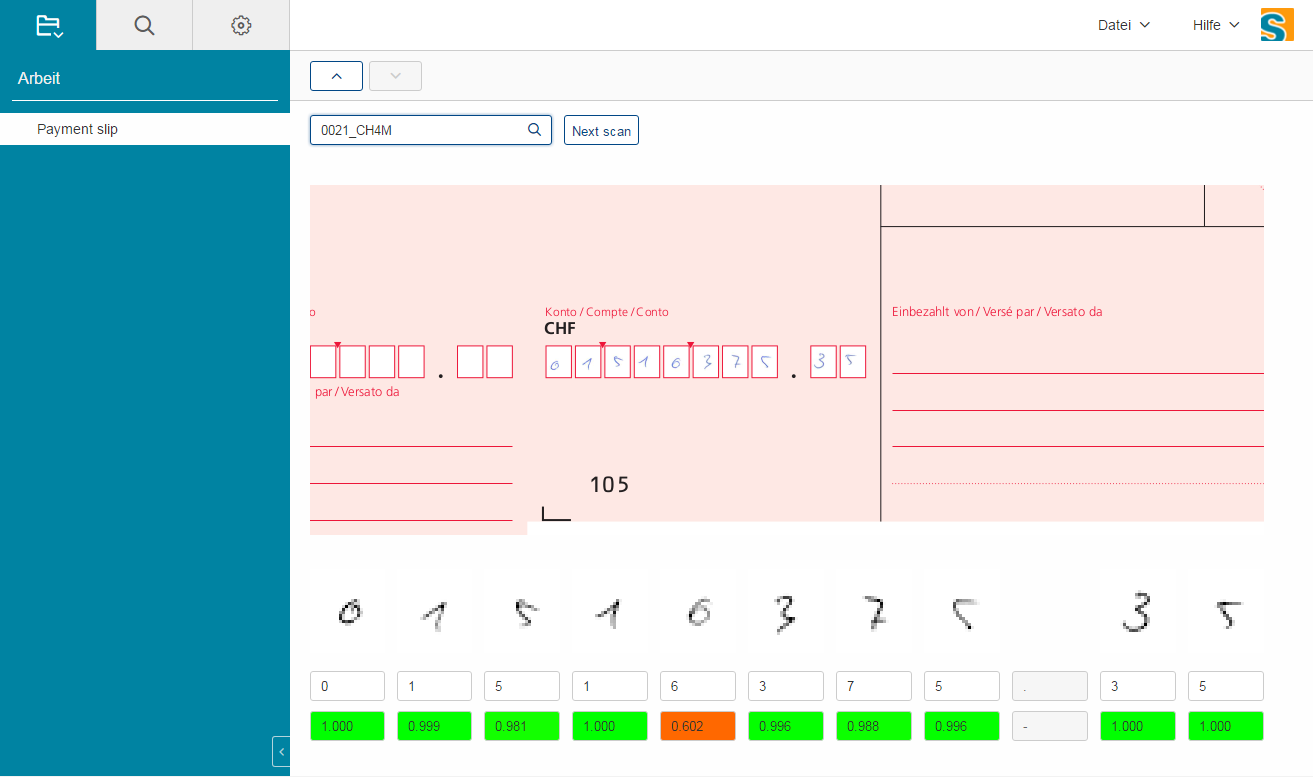 Datei Hilfe S
Arbeit
Payment slip
0021_CH4M Next scan
o Konto / Compte / Conto Einbezahlt von / Versé par / Versato da
CHF
. 0 1 5 1 6 3 7 5 . 3 5
par / Versato da
105
0 1 5 1 6 3 7 5 3 5
0 1 5 1 6 3 7 5 . 3 5
1.000 0.999 0.981 1.000 0.602 0.996 0.988 0.996 - 1.000 1.000